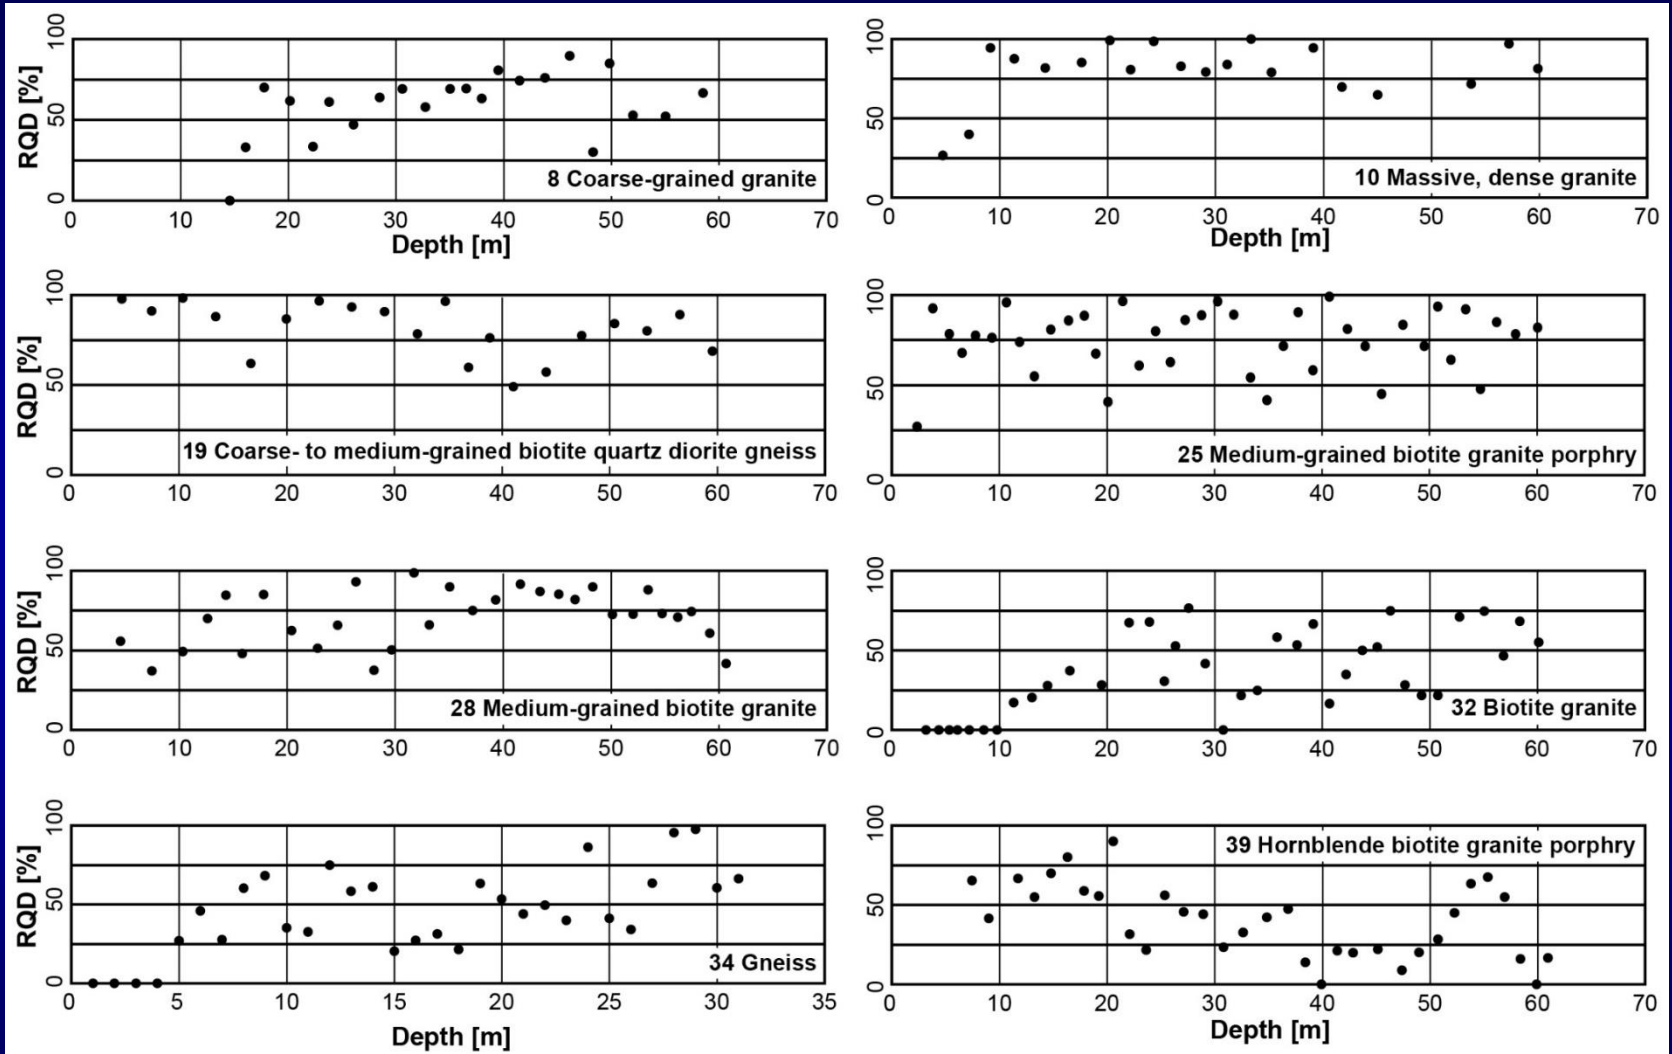 RQD [%]
100
50
0
8 Coarse-grained granite
0 10 20 30 40 50 60 70
Depth [m]
100
50
0
10 Massive, dense granite
0 10 20 30 40 50 60 70
Depth [m]
RQD [%]
100
50
0
19 Coarse- to medium-grained biotite quartz diorite gneiss
0 10 20 30 40 50 60 70
100
50
0
25 Medium-grained biotite granite porphry
0 10 20 30 40 50 60 70
RQD [%]
100
50
0
28 Medium-grained biotite granite
0 10 20 30 40 50 60 70
100
50
0
32 Biotite granite
0 10 20 30 40 50 60 70
RQD [%]
100
50
0
34 Gneiss
0 5 10 15 20 25 30 35
Depth [m]
100
50
0
39 Hornblende biotite granite porphry
0 10 20 30 40 50 60 70
Depth [m]